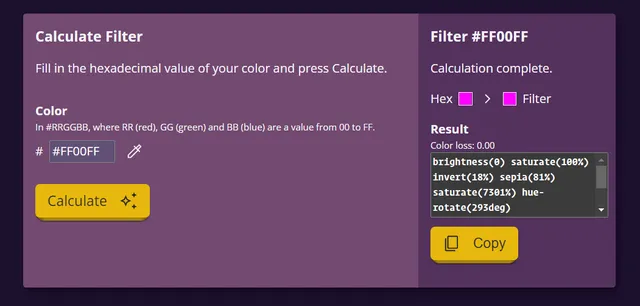 Calculate Filter
Fill in the hexadecimal value of your color and press Calculate.
Color
In #RRGGBB, where RR (red), GG (green) and BB (blue) are a value from 00 to FF.
# #FF00FF
Calculate
Filter #FF00FF
Calculation complete.
Hex > Filter
Result
Color loss: 0.00
brightness(0) saturate(100%)
invert(18%) sepia(81%)
saturate(7301%) hue-
rotate(293deg)
Copy